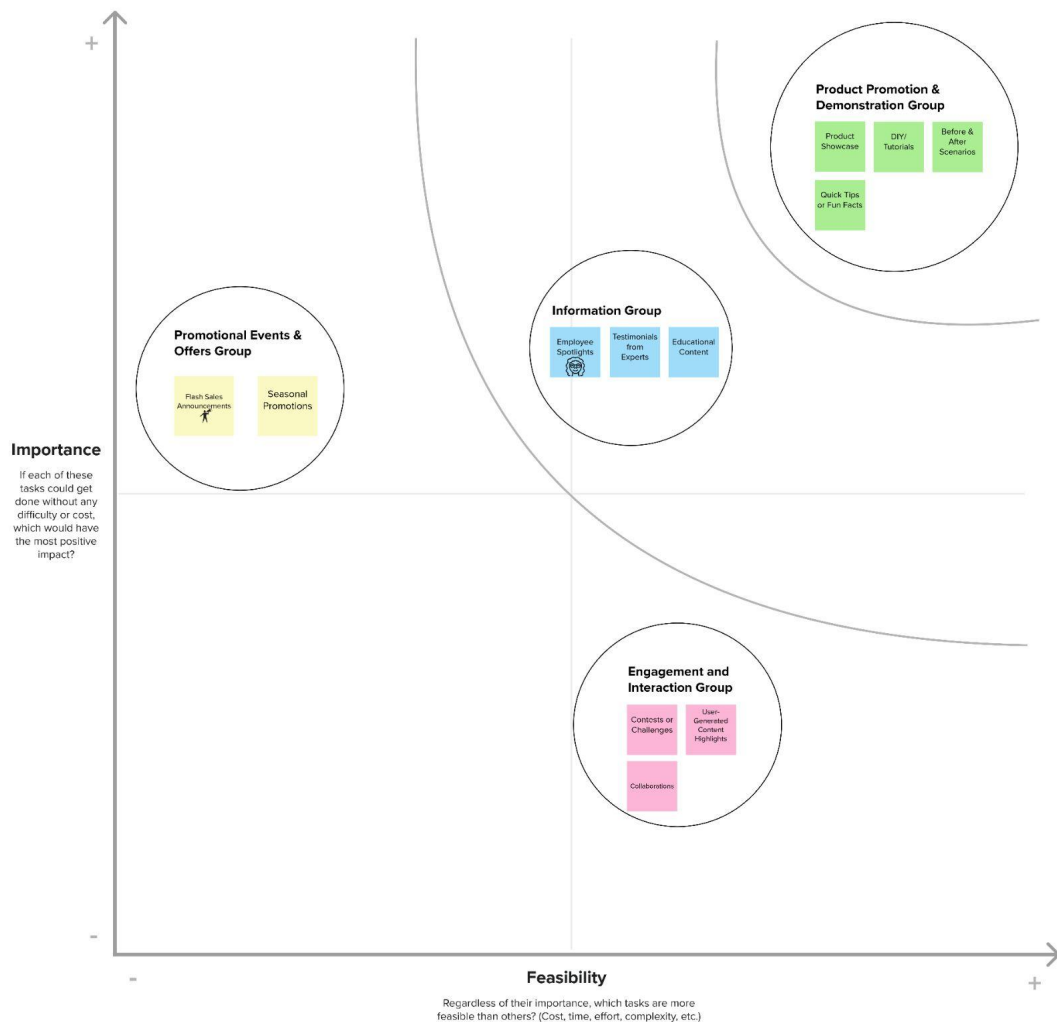 +
Product Promotion &
Demonstration Group
Product
Showcase
DIY/
Tutorials
Before &
After
Scenarios
Quick Tips
or Fun Facts
Information Group
Employee
Spotlights
Testimonials
from
Experts
Educational
Content
Promotional Events &
Offers Group
Flash Sales
Announcements
Seasonal
Promotions
Importance
If each of these
tasks could get
done without any
difficulty or cost,
which would have
the most positive
impact?
Engagement and
Interaction Group
Contests or
Challenges
User-
Generated
Content
Highlights
Collaborations
-
-
Feasibility
+
Regardless of their importance, which tasks are more
feasible than others? (Cost, time, effort, complexity, etc.)